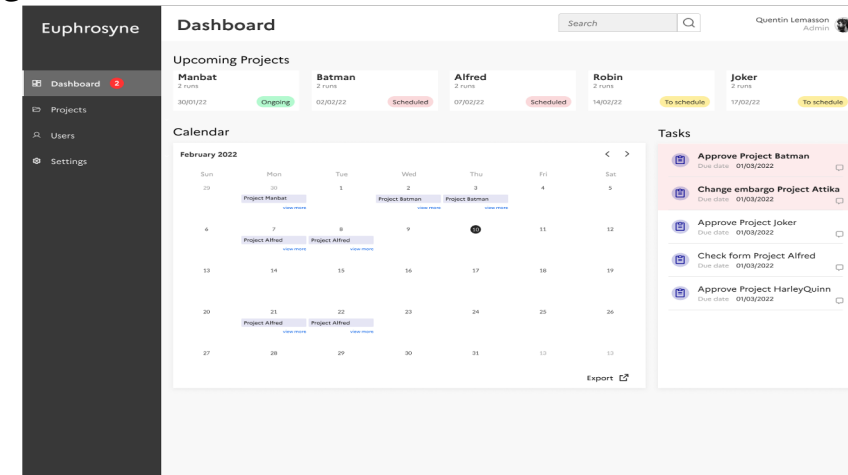 Euphrosyne
Dashboard
Search
Quentin Lemasson
Admin
Dashboard 2
Projects
Users
Settings
Upcoming Projects
Manbat
2 runs
30/01/22 Ongoing
Batman
2 runs
02/02/22 Scheduled
Alfred
2 runs
07/02/22 Scheduled
Robin
2 runs
14/02/22 To schedule
Joker
2 runs
17/02/22 To schedule
Calendar
February 2022
Sun Mon Tue Wed Thu Fri Sat
29 30 1 2 3 4 5
Project Manbat Project Batman Project Batman
view more view more view more
6 7 8 9 10 11 12
Project Alfred Project Alfred
view more view more
13 14 15 16 17 18 19
20 21 22 23 24 25 26
Project Alfred Project Alfred
view more view more
27 28 29 30 31 12 12
Export
Tasks
Approve Project Batman
Due date 01/03/2022
Change embargo Project Attika
Due date 01/03/2022
Approve Project Joker
Due date 01/03/2022
Check form Project Alfred
Due date 01/03/2022
Approve Project HarleyQuinn
Due date 01/03/2022